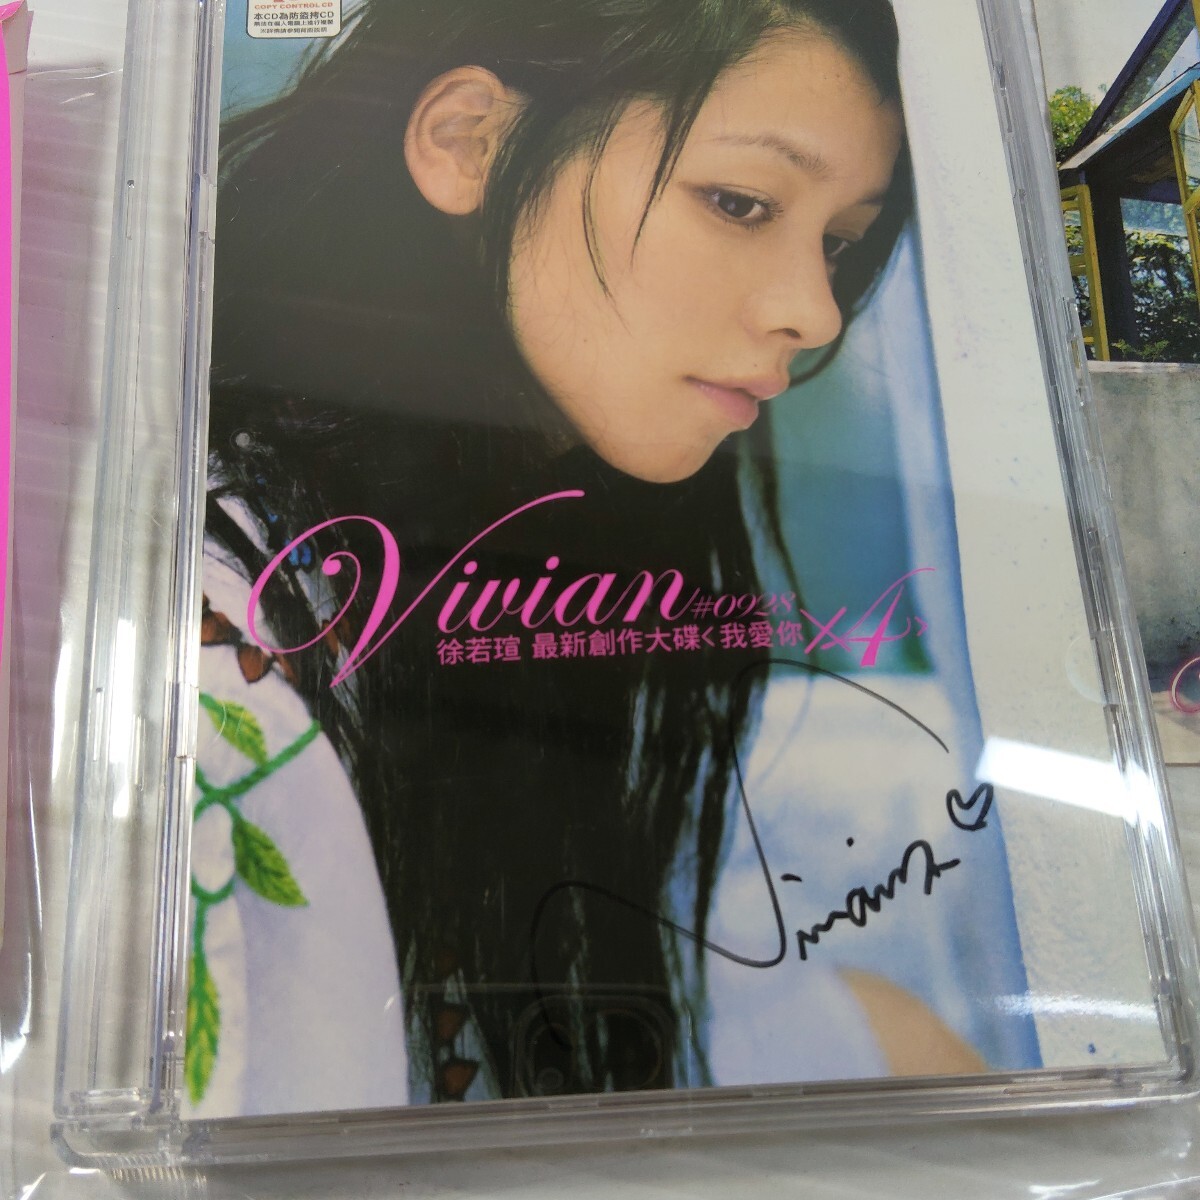 COPY CONTROL CD
本CD為防盜拷CD
Vivian #0928
徐若瑄 最新創作大碟<我愛你×4>
Vivian